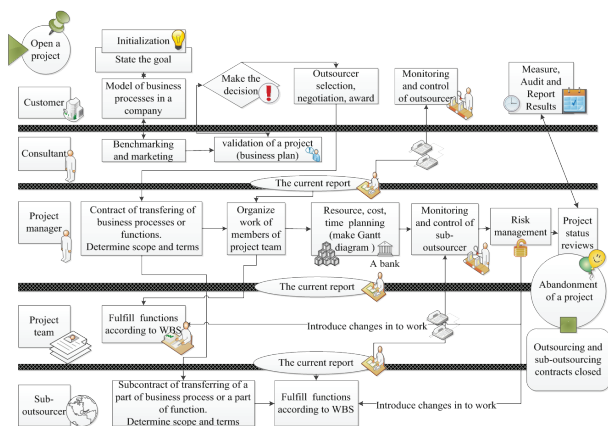 Open a
project
Initialization
State the goal
Customer
Model of business
processes in a
company
Make the
decision
Outsourcer
selection,
negotiation, award
Monitoring
and control
of outsourcer
Measure,
Audit and
Report
Results
Consultant
Benchmarking
and marketing
validation of a project
(business plan)
The current report
Project
manager
Contract of transfering of
business processes or
functions.
Determine scope and terms
Organize
work of
members of
project team
Resource, cost,
time planning
(make Gantt
diagram )
A bank
Monitoring and
control of
sub-
outsourcer
Risk
management
Project
status
reviews
The current report
Abandonment
of a project
Project
team
Fulfill functions
according to WBS
Introduce changes in to work
Outsourcing and
sub-outsourcing
contracts closed
The current report
Sub-
outsourcer
Subcontract of transferring of a
part of business process or a part
of function.
Determine scope and terms
Fulfill functions
according to WBS
Introduce changes in to work